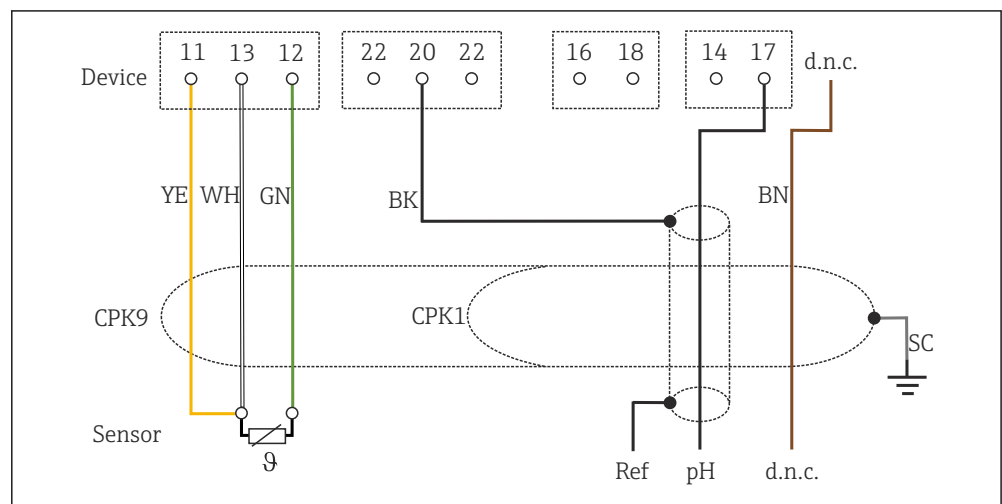 11 13 12 22 20 22 16 18 14 17 d.n.c.
Device
YE WH GN BK BN
CPK9 CPK1
SC
Sensor
ϑ Ref pH d.n.c.